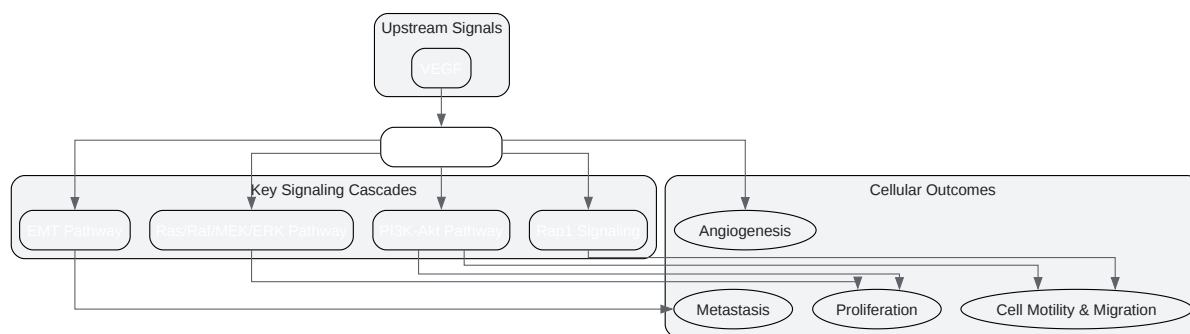 Upstream Signals
VEGF
Key Signaling Cascades
Cellular Outcomes
EMT Pathway
Ras/Raf/MEK/ERK Pathway
PI3K-Akt Pathway
Rap1 Signaling
Angiogenesis
Metastasis
Proliferation
Cell Motility & Migration